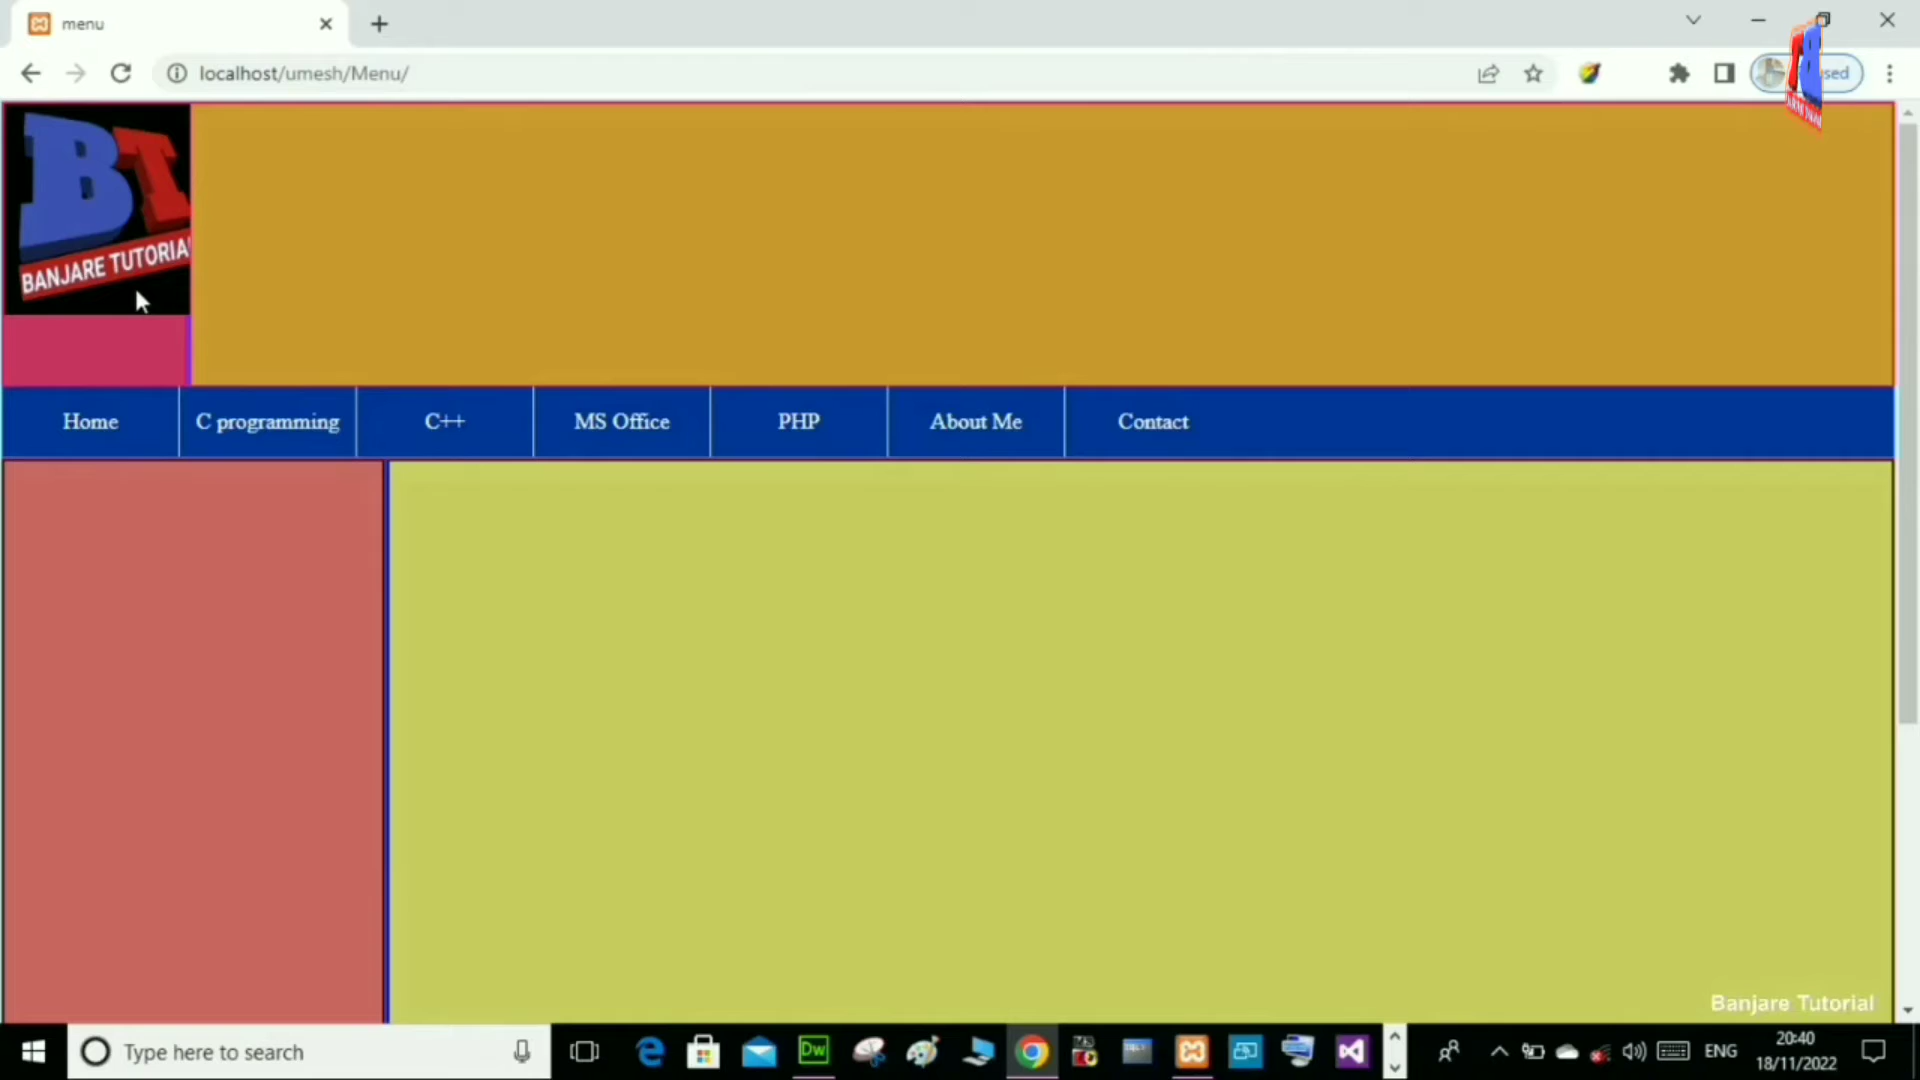 menu
localhost/umesh/Menu/
BT
BANJARE TUTORIA
Home
C programming
C++
MS Office
PHP
About Me
Contact
Banjare Tutorial
Type here to search
Dw
ENG
20:40
18/11/2022